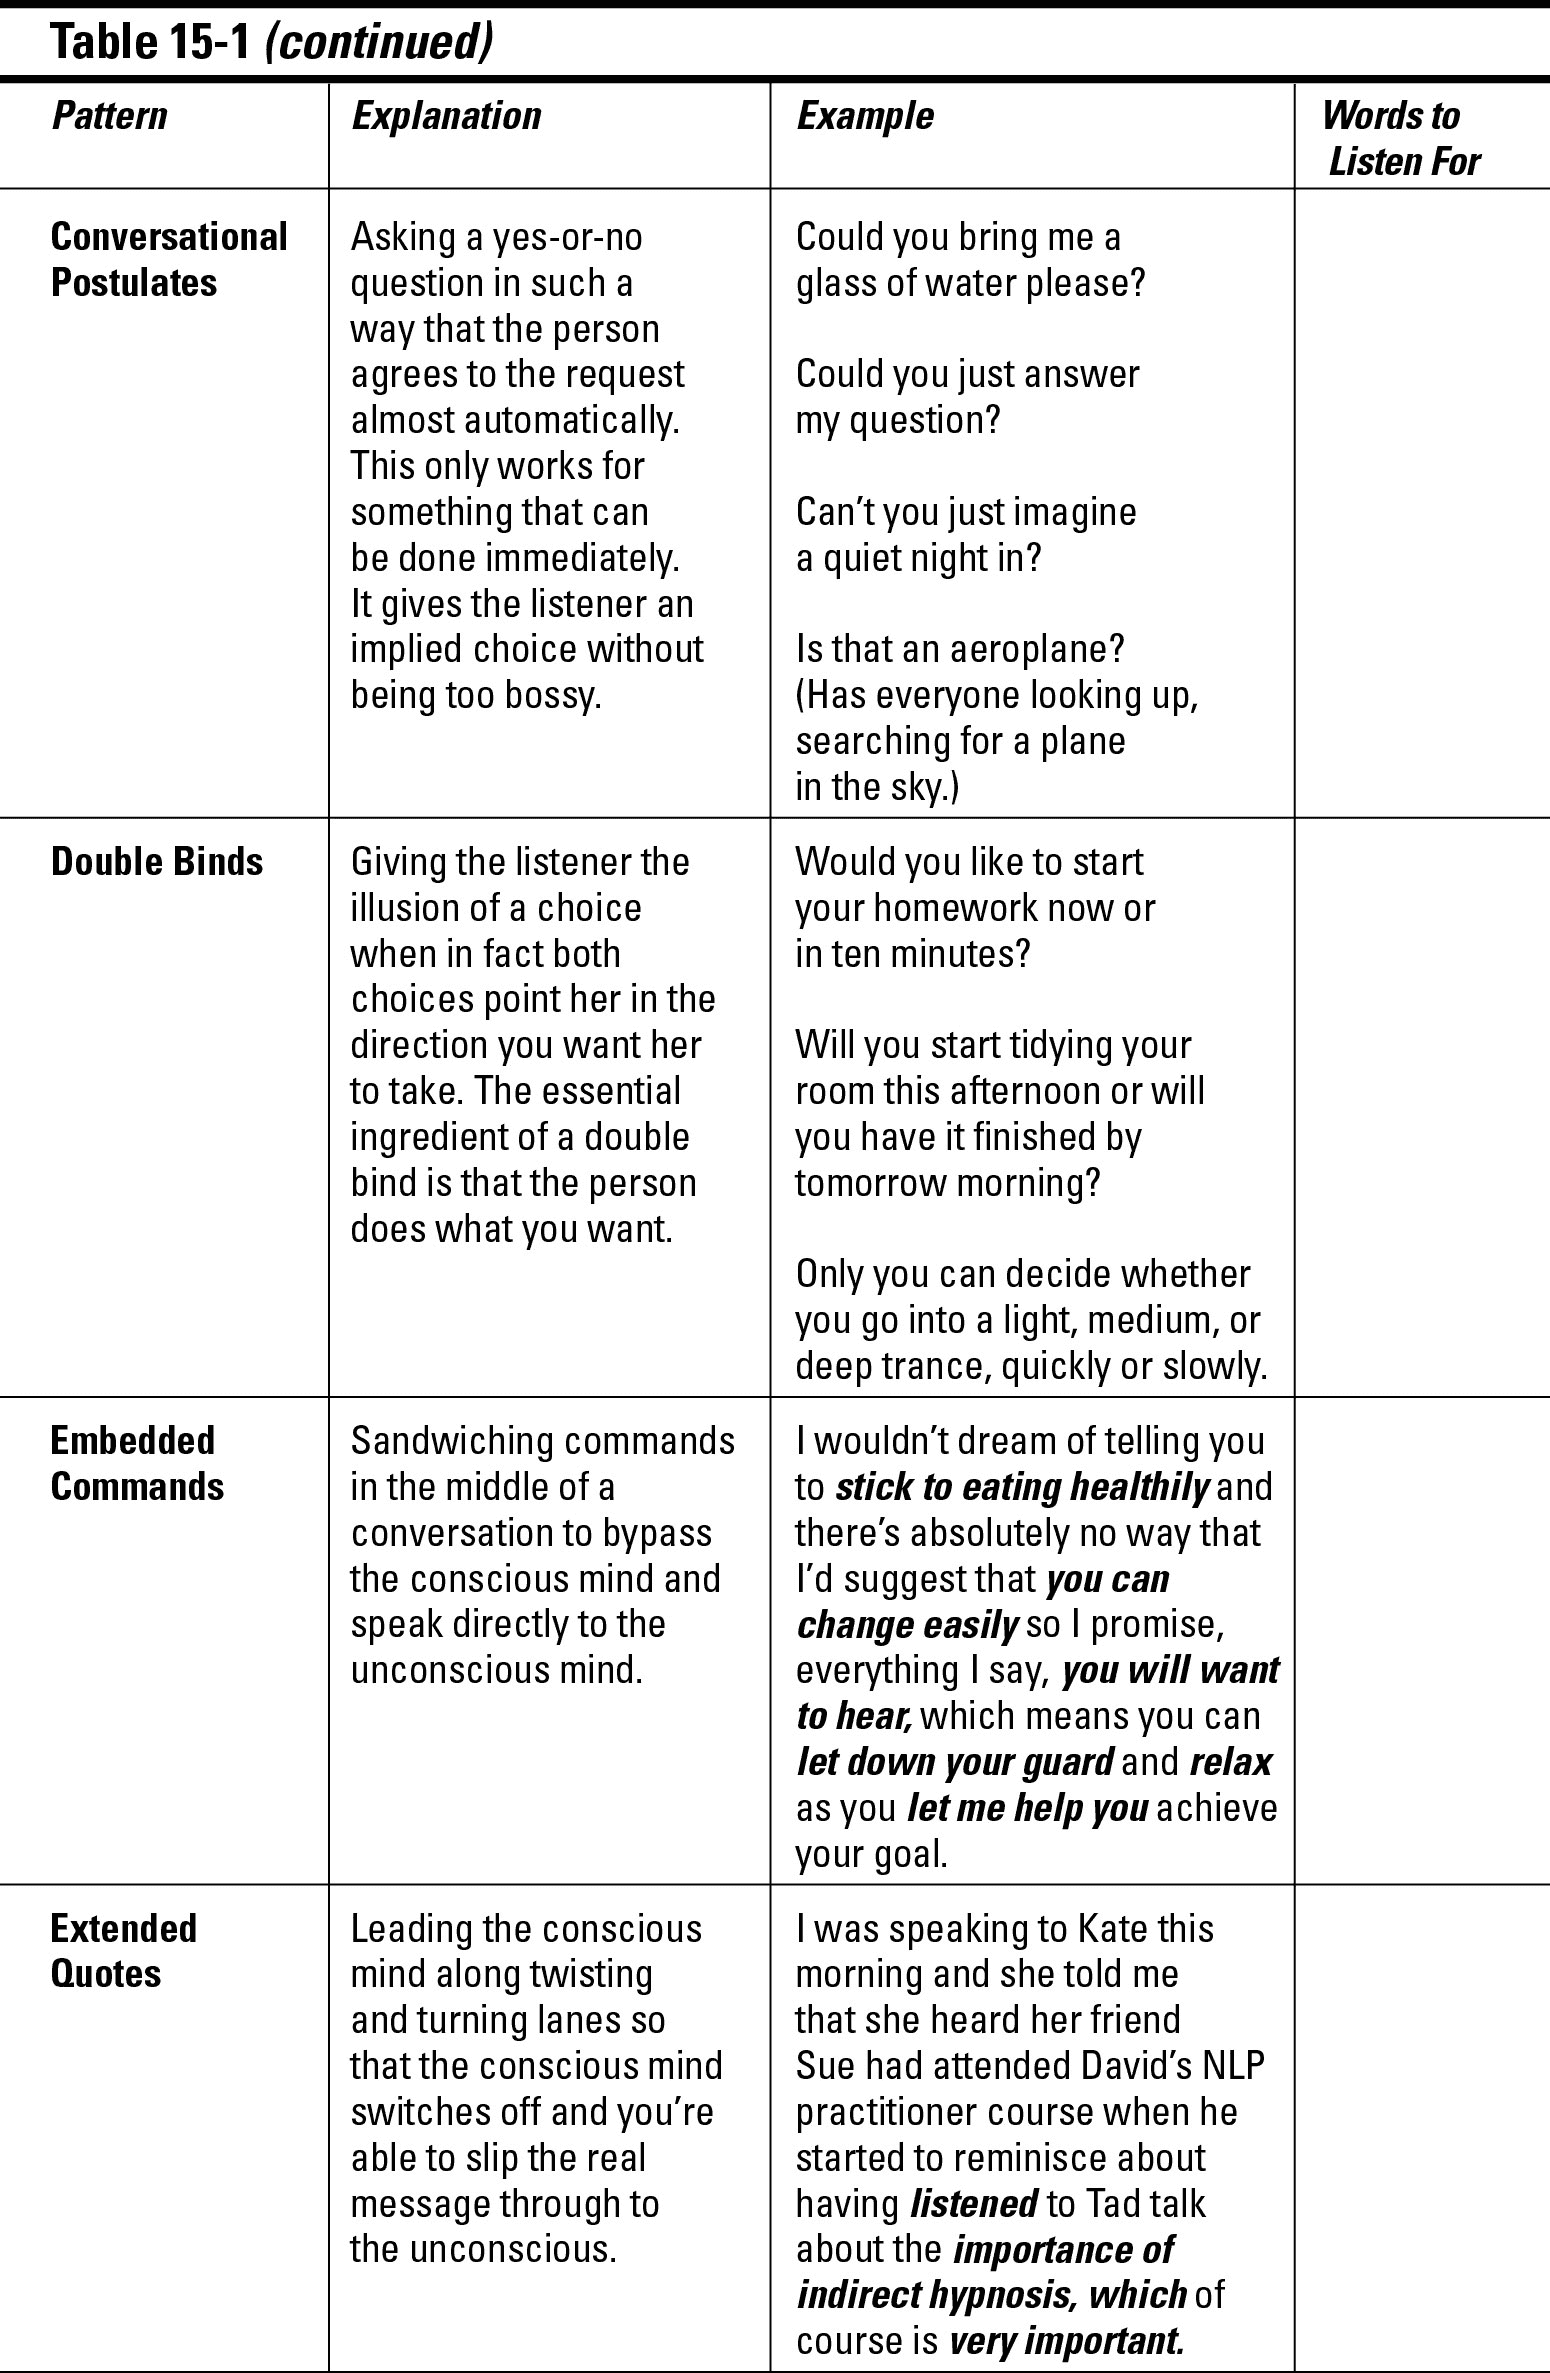 Table 15-1 (continued)
Pattern
Explanation
Example
Words to
Listen For
Conversational
Postulates
Asking a yes-or-no
question in such a
way that the person
agrees to the request
almost automatically.
This only works for
something that can
be done immediately.
It gives the listener an
implied choice without
being too bossy.
Could you bring me a
glass of water please?
Could you just answer
my question?
Can't you just imagine
a quiet night in?
Is that an aeroplane?
(Has everyone looking up,
searching for a plane
in the sky.)
Double Binds
Giving the listener the
illusion of a choice
when in fact both
choices point her in the
direction you want her
to take. The essential
ingredient of a double
bind is that the person
does what you want.
Would you like to start
your homework now or
in ten minutes?
Will you start tidying your
room this afternoon or will
you have it finished by
tomorrow morning?
Only you can decide whether
you go into a light, medium, or
deep trance, quickly or slowly.
Embedded
Commands
Sandwiching commands
in the middle of a
conversation to bypass
the conscious mind and
speak directly to the
unconscious mind.
I wouldn't dream of telling you
to stick to eating healthily and
there's absolutely no way that
I'd suggest that you can
change easily so I promise,
everything I say, you will want
to hear, which means you can
let down your guard and relax
as you let me help you achieve
your goal.
Extended
Quotes
Leading the conscious
mind along twisting
and turning lanes so
that the conscious mind
switches off and you're
able to slip the real
message through to
the unconscious.
I was speaking to Kate this
morning and she told me
that she heard her friend
Sue had attended David's NLP
practitioner course when he
started to reminisce about
having listened to Tad talk
about the importance of
indirect hypnosis, which of
course is very important.